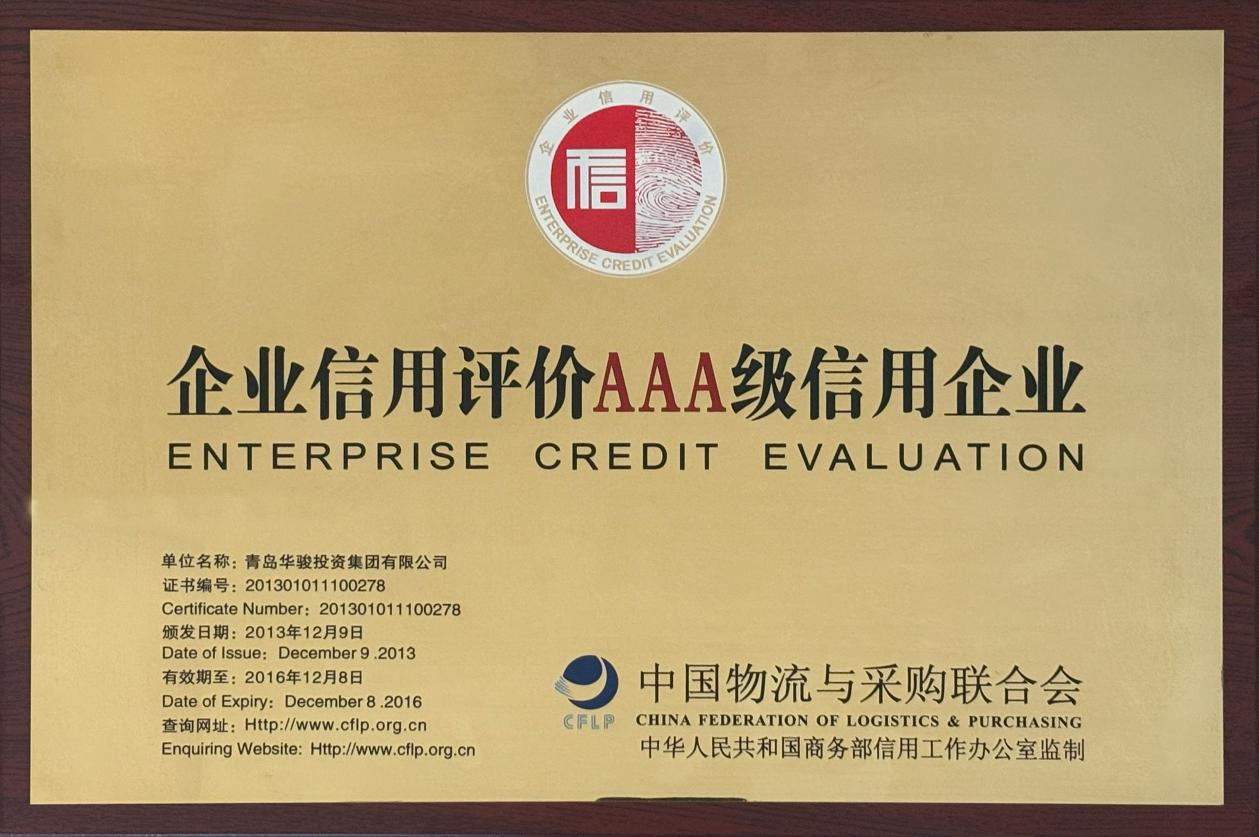 企业信用评价
信
ENTERPRISE CREDIT EVALUATION
企业信用评价AAA级信用企业
ENTERPRISE CREDIT EVALUATION
单位名称：青岛华骏投资集团有限公司
证书编号：201301011100278
Certificate Number：201301011100278
颁发日期：2013年12月9日
Date of Issue：December 9 .2013
有效期至：2016年12月8日
Date of Expiry：December 8 .2016
查询网址：Http://www.cflp.org.cn
Enquiring Website: Http://www.cflp.org.cn
CFLP
中国物流与采购联合会
CHINA FEDERATION OF LOGISTICS & PURCHASING
中华人民共和国商务部信用工作办公室监制